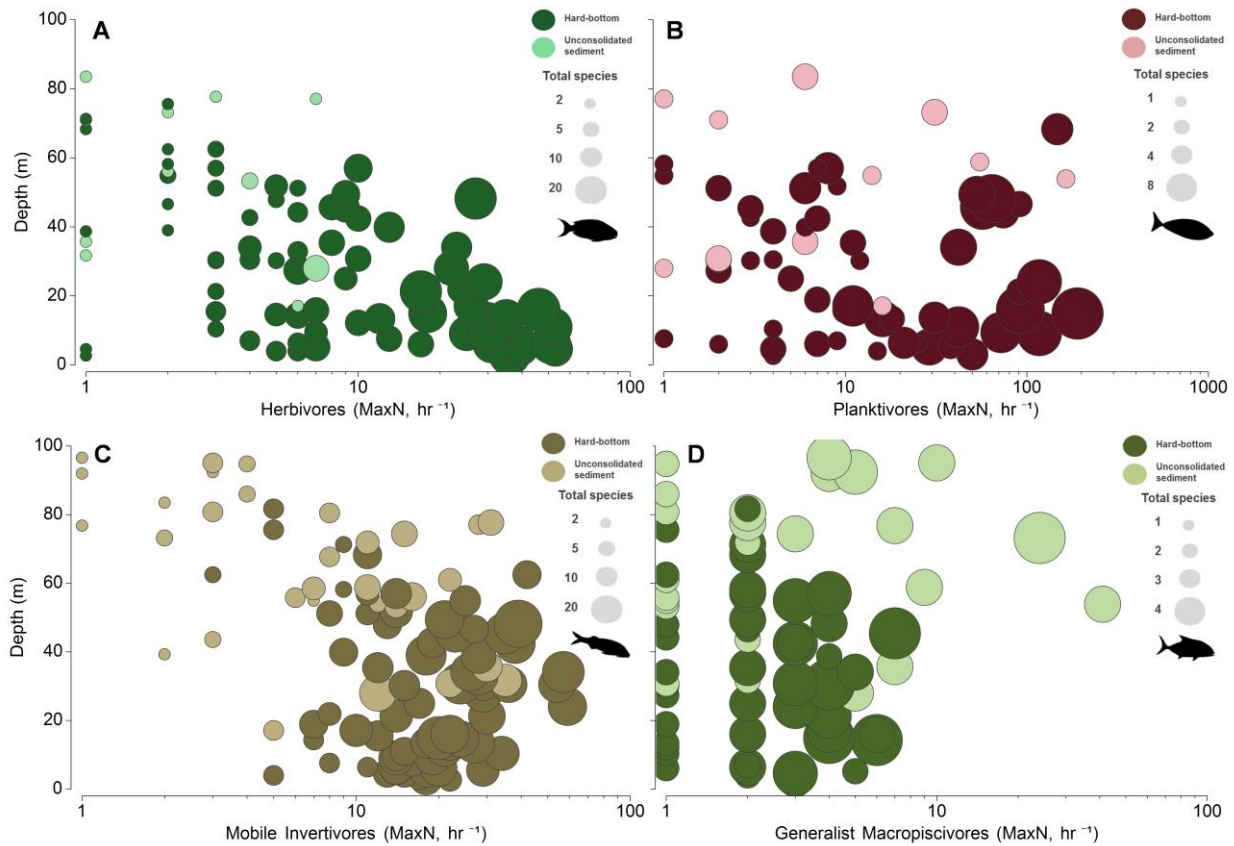 A
Hard-bottom
Unconsolidated
sediment
Total species
2
5
10
20
100
80
60
40
20
0
Depth (m)
1
10
100
Herbivores (MaxN, hr ⁻¹)
B
Hard-bottom
Unconsolidated
sediment
Total species
1
2
4
8
1
10
100
1000
Planktivores (MaxN, hr ⁻¹)
C
Hard-bottom
Unconsolidated
sediment
Total species
2
5
10
20
100
80
60
40
20
0
Depth (m)
1
10
100
Mobile Invertivores (MaxN, hr ⁻¹)
D
Hard-bottom
Unconsolidated
sediment
Total species
1
2
3
4
1
10
100
Generalist Macropiscivores (MaxN, hr ⁻¹)